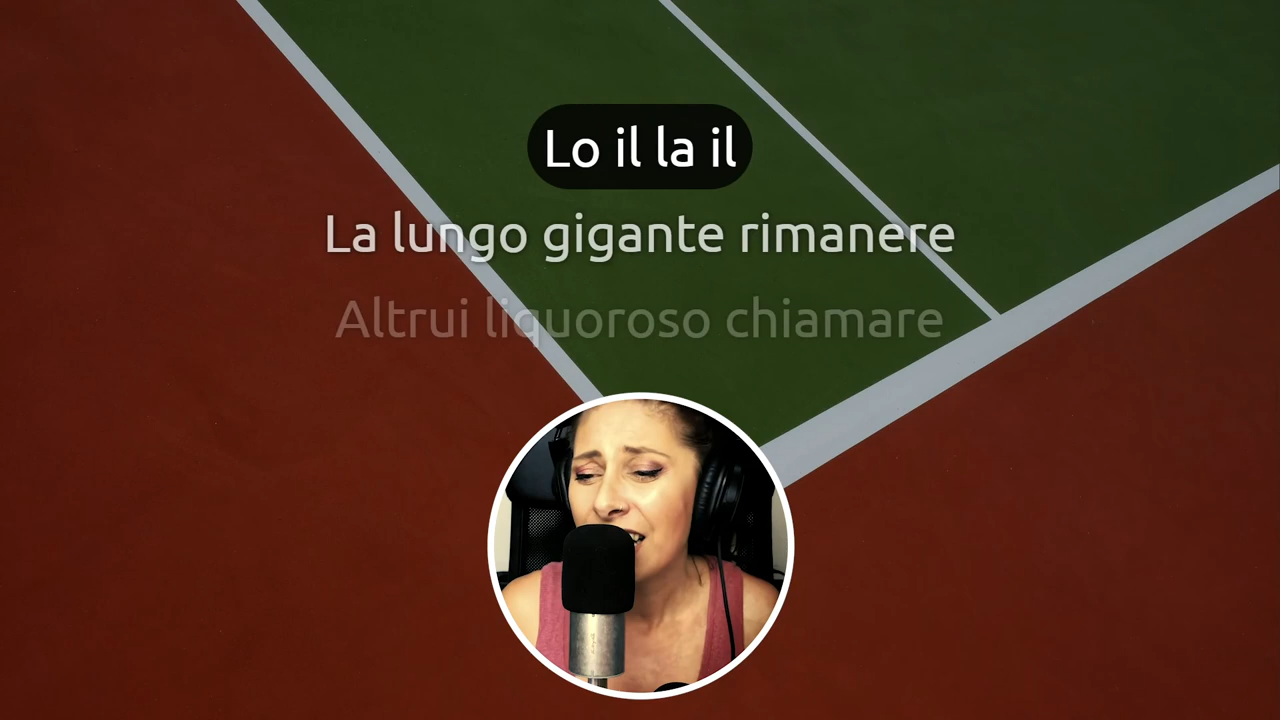 Lo il la il
La lungo gigante rimanere
Altrui liquoroso chiamare